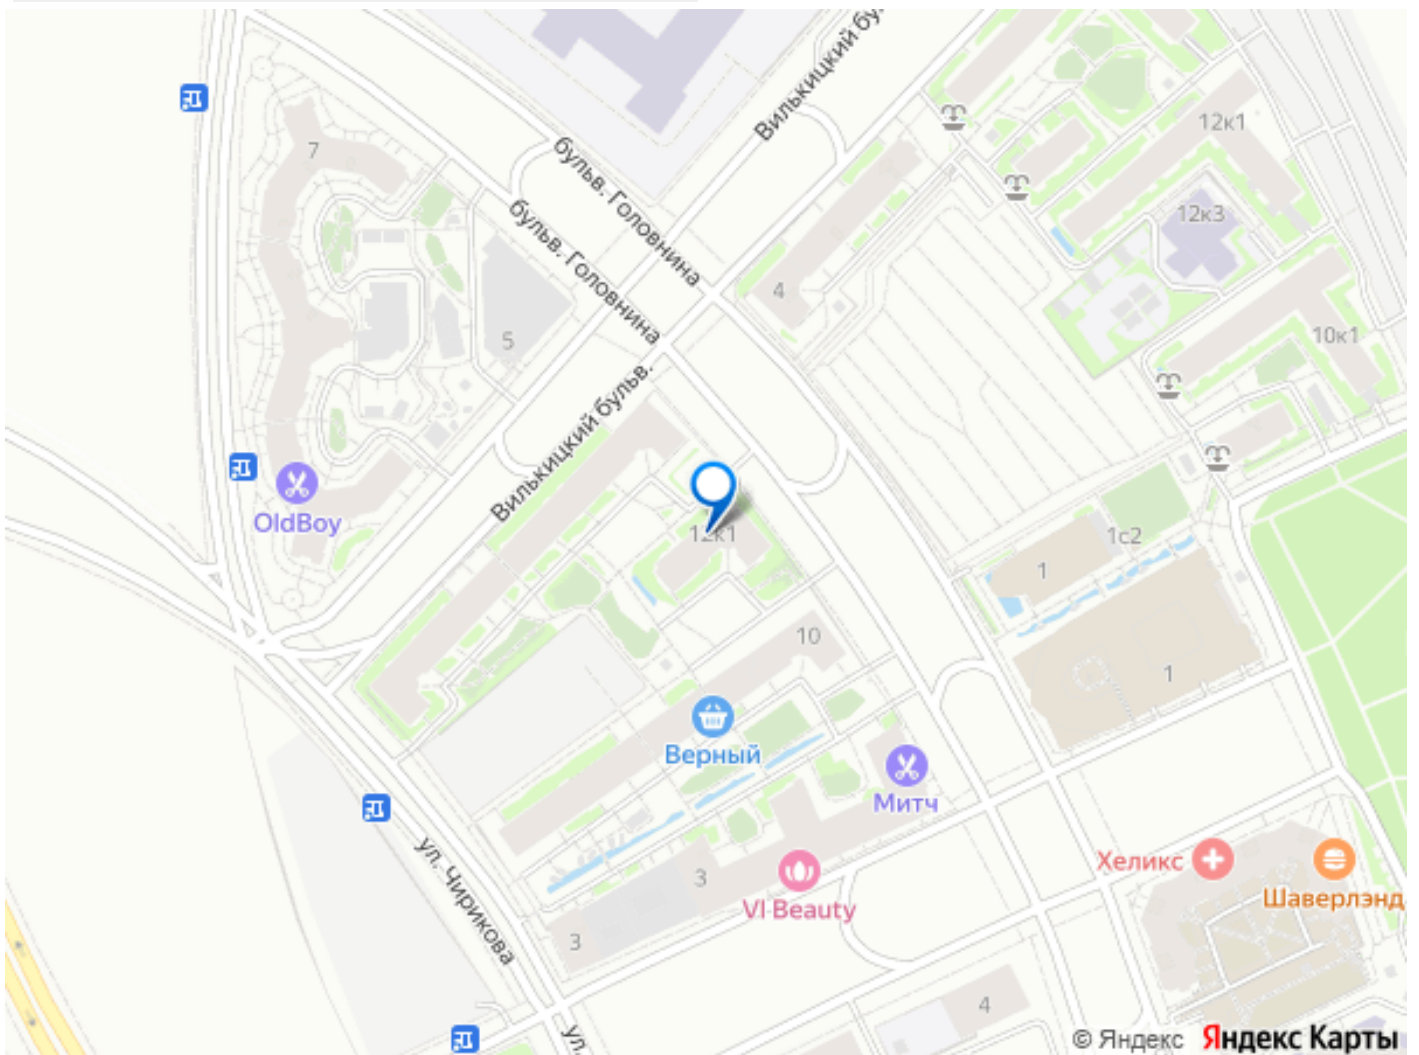 Вилькицкий бу
7
бульв. Головнина
бульв. Головнина
12к1
12к3
4
5
10к1
Вилькицкий бульв.
OldBoy
12к1
1с2
1
10
1
Верный
Митч
ул. Чирикова
3
VI Beauty
Хеликс
Шаверлэнд
3
4
ул.
© Яндекс Яндекс Карты